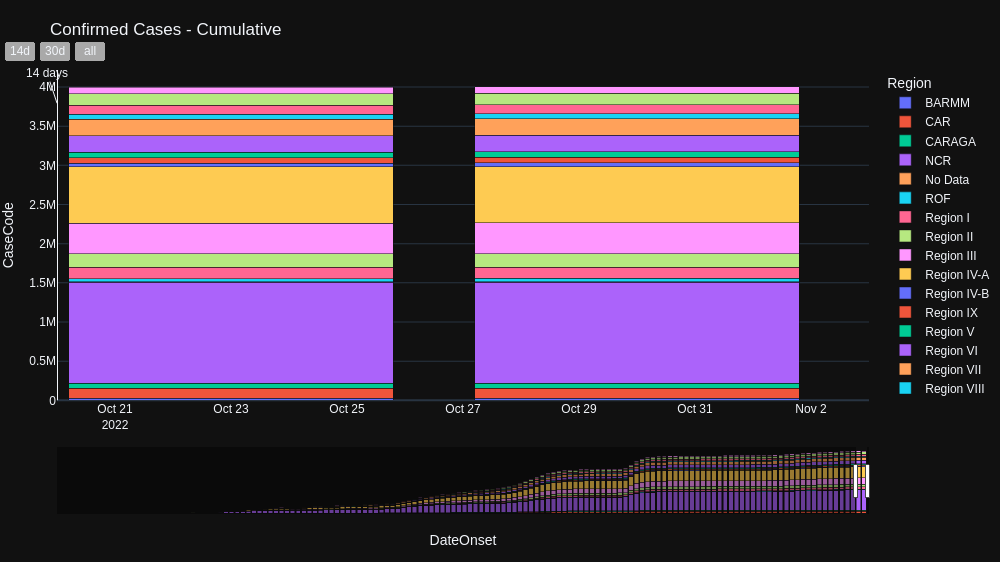 Confirmed Cases - Cumulative
14d 30d all
14 days
4M
3.5M
3M
2.5M
2M
1.5M
1M
0.5M
0
CaseCode
Oct 21
2022
Oct 23
Oct 25
Oct 27
Oct 29
Oct 31
Nov 2
DateOnset
Region
BARMM
CAR
CARAGA
NCR
No Data
ROF
Region I
Region II
Region III
Region IV-A
Region IV-B
Region IX
Region V
Region VI
Region VII
Region VIII